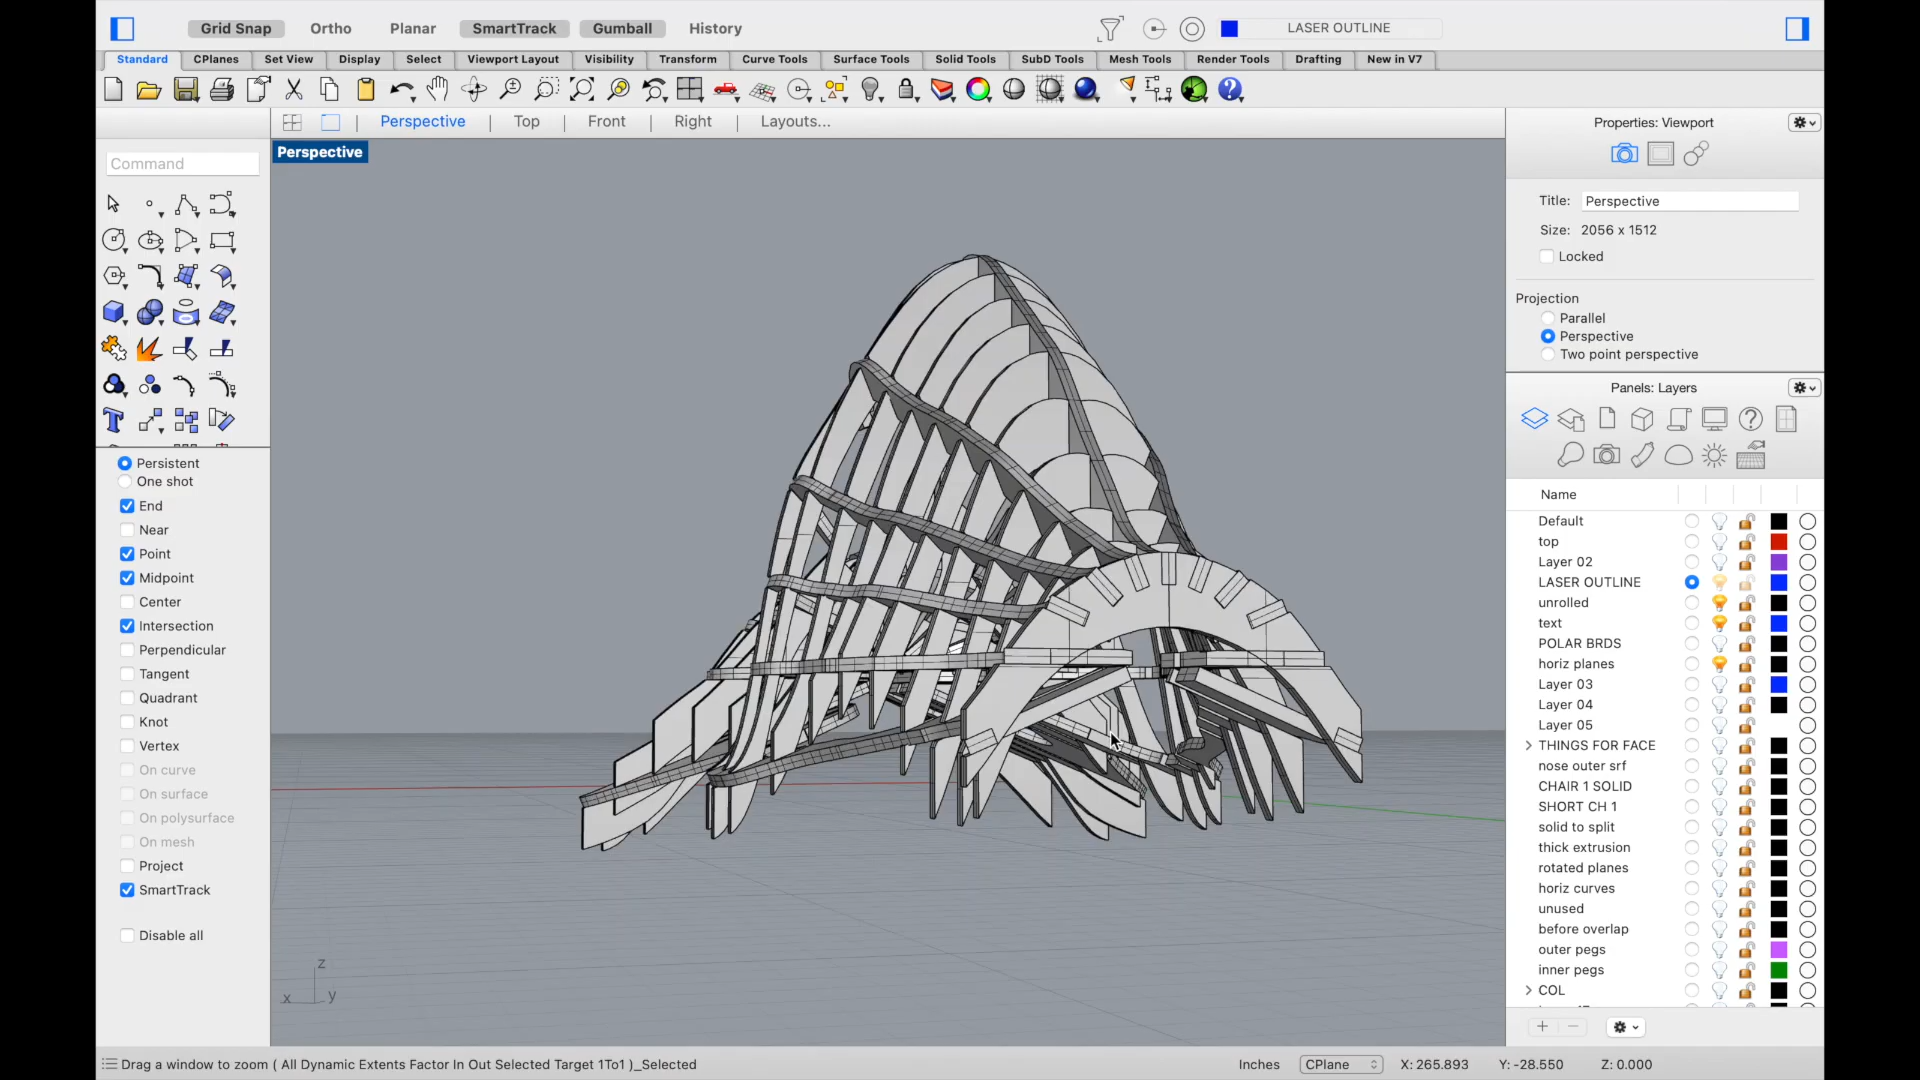 Grid Snap Ortho Planar SmartTrack Gumball History LASER OUTLINE
Standard CPlanes Set View Display Select Viewport Layout Visibility Transform Curve Tools Surface Tools Solid Tools SubD Tools Mesh Tools Render Tools Drafting New in V7
Perspective Top Front Right Layouts...
Perspective
Command
Persistent
One shot
End
Near
Point
Midpoint
Center
Intersection
Perpendicular
Tangent
Quadrant
Knot
Vertex
On curve
On surface
On polysurface
On mesh
Project
SmartTrack
Disable all
z
x y
Properties: Viewport
Title: Perspective
Size: 2056 x 1512
Locked
Projection
Parallel
Perspective
Two point perspective
Panels: Layers
Name
Default
top
Layer 02
LASER OUTLINE
unrolled
text
POLAR BRDS
horiz planes
Layer 03
Layer 04
Layer 05
THINGS FOR FACE
nose outer srf
CHAIR 1 SOLID
SHORT CH 1
solid to split
thick extrusion
rotated planes
horiz curves
unused
before overlap
outer pegs
inner pegs
COL
Drag a window to zoom ( All Dynamic Extents Factor In Out Selected Target 1To1 )_Selected
Inches CPlane X: 265.893 Y: -28.550 Z: 0.000